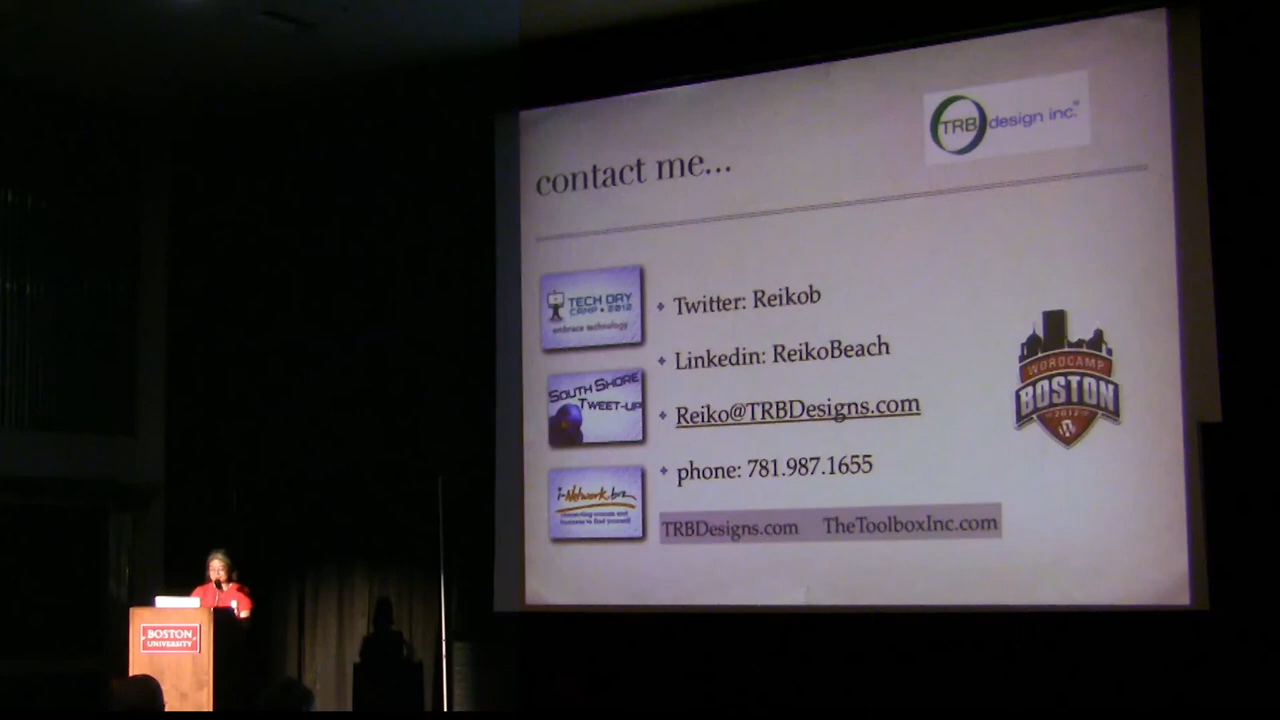 TRB design inc.
contact me...
TECH DAY
CAMP • 2012
embrace technology
Twitter: Reikob
Linkedin: ReikoBeach
SOUTH SHORE
TWEET-UP
Reiko@TRBDesigns.com
WORDCAMP
BOSTON
2012
phone: 781.987.1655
i-Network.biz
TRBDesigns.com TheToolboxInc.com
BOSTON
UNIVERSITY